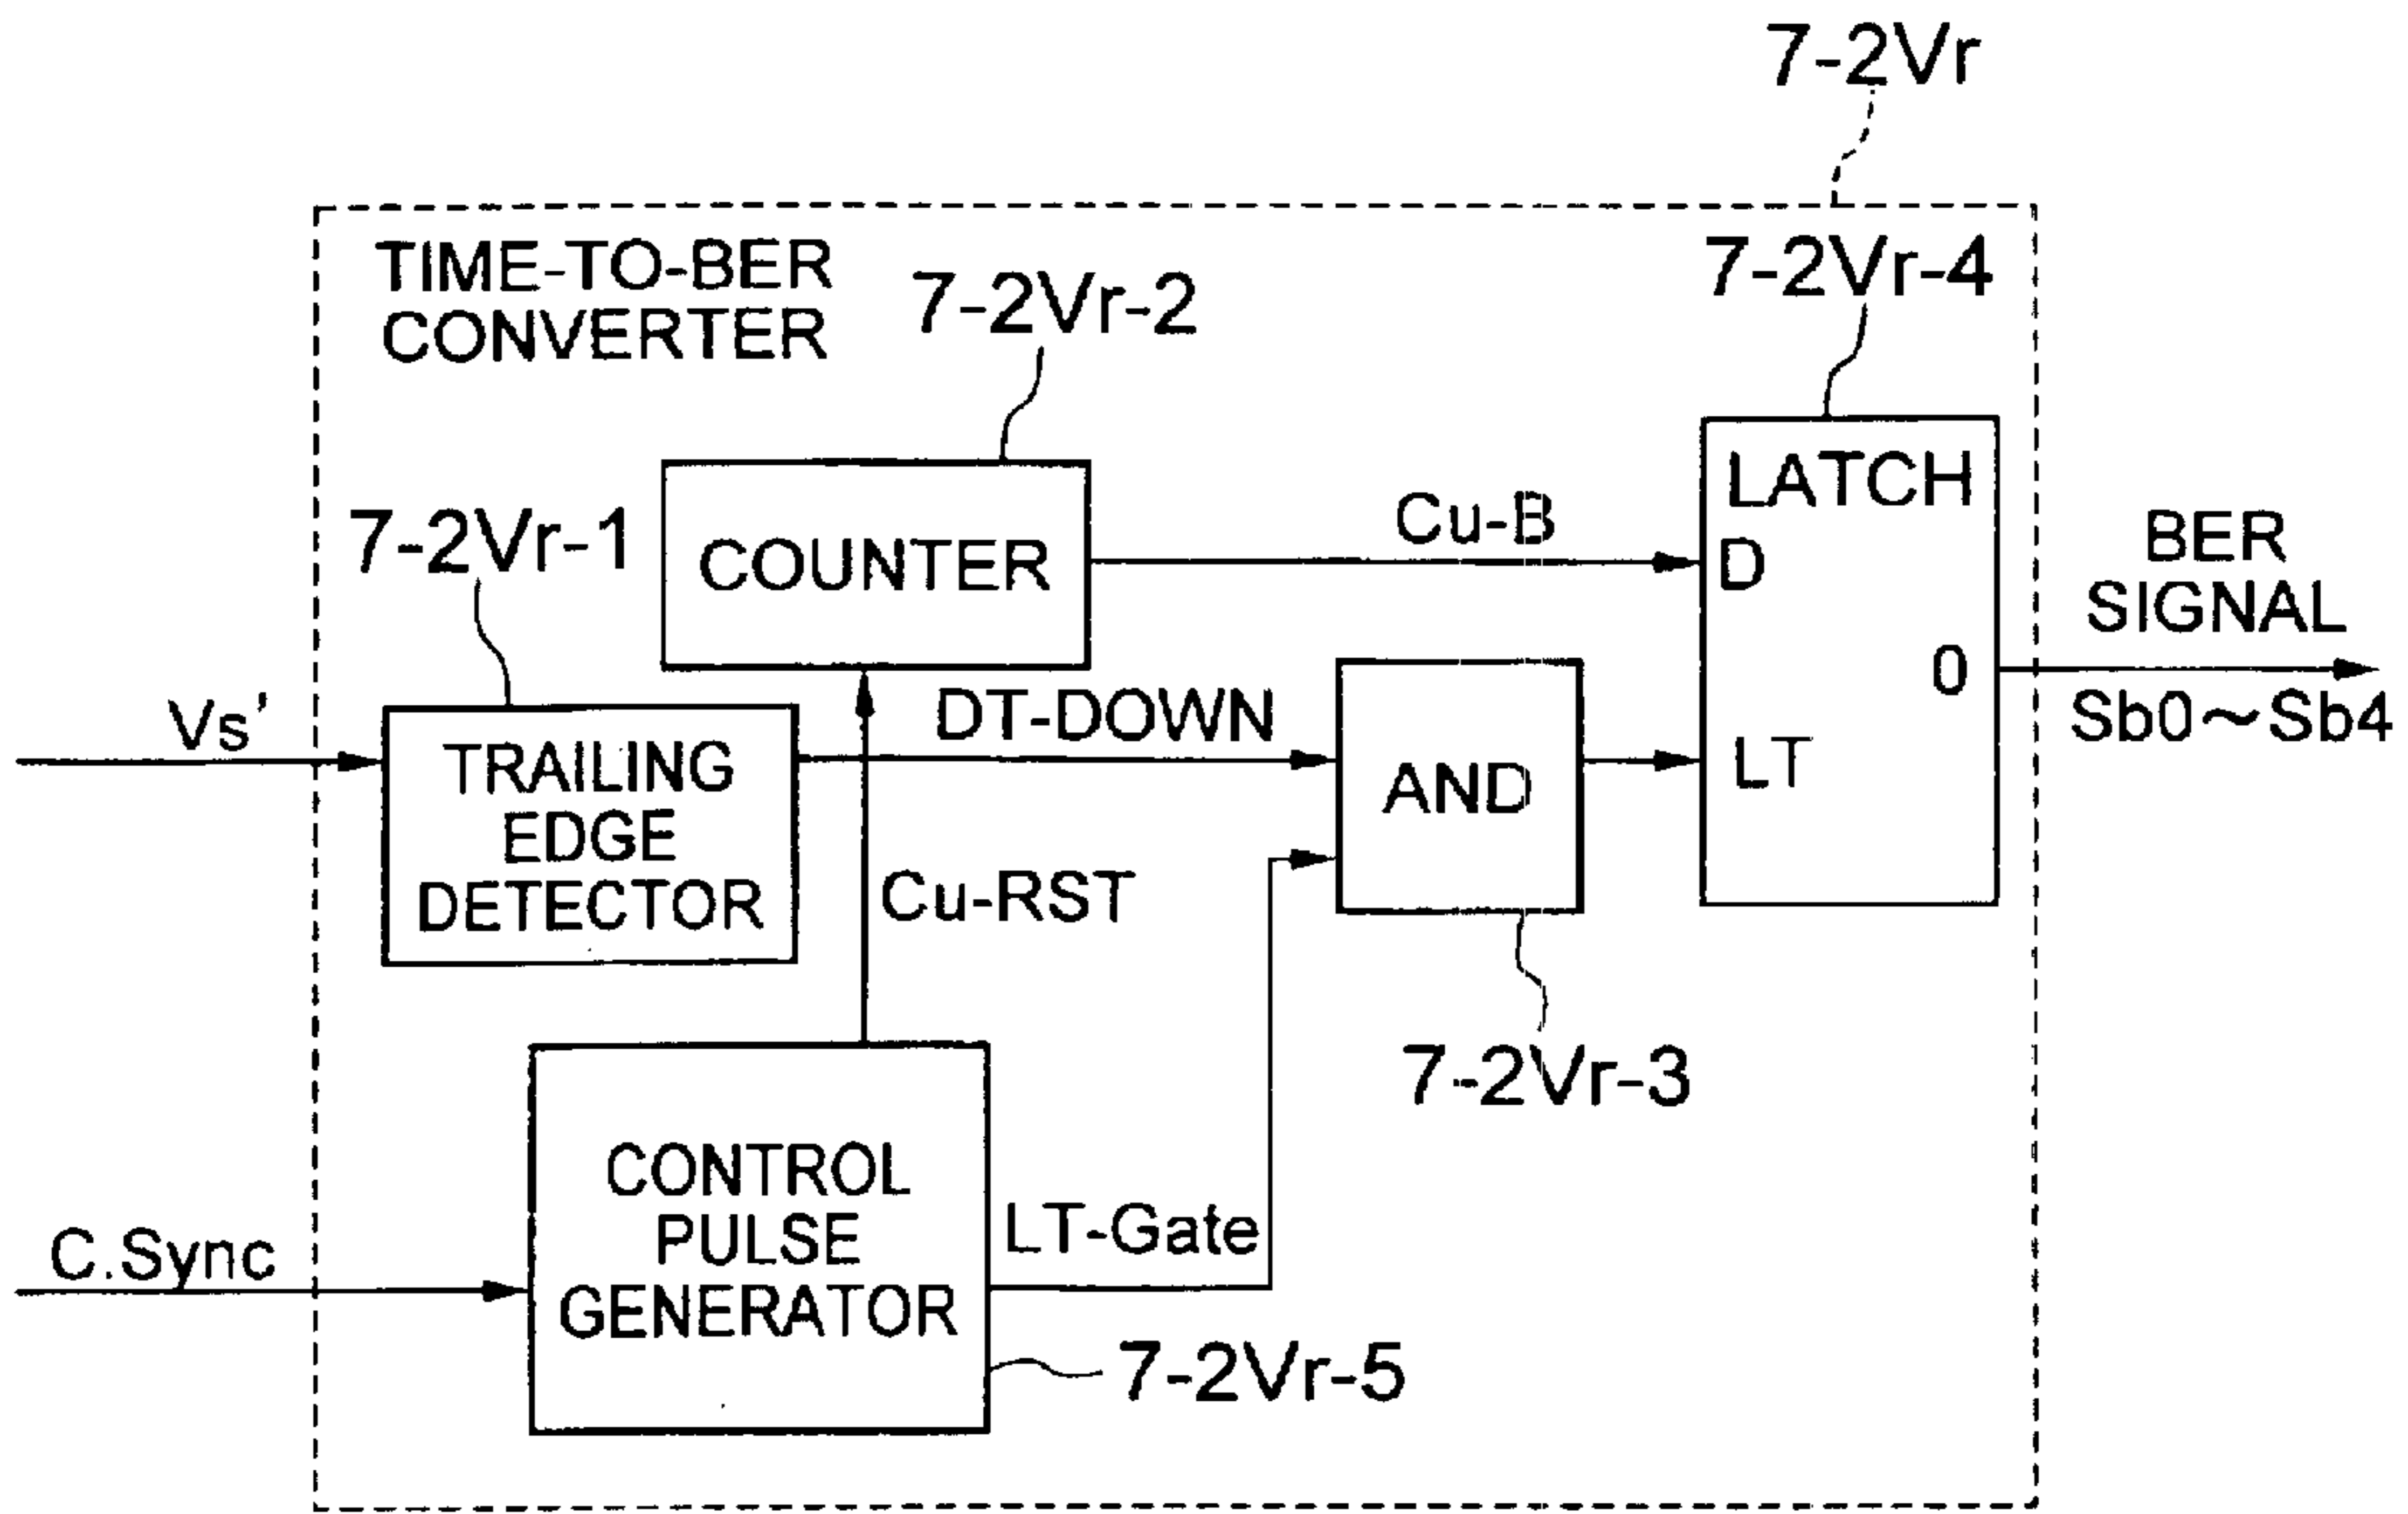 7-2Vr
TIME-TO-BER
CONVERTER
7-2Vr-2
7-2Vr-4
7-2Vr-1
COUNTER
Cu-B
LATCH
D
0
LT
BER
SIGNAL
Sb0~Sb4
Vs'
TRAILING
EDGE
DETECTOR
DT-DOWN
AND
Cu-RST
7-2Vr-3
C.Sync
CONTROL
PULSE
GENERATOR
LT-Gate
7-2Vr-5